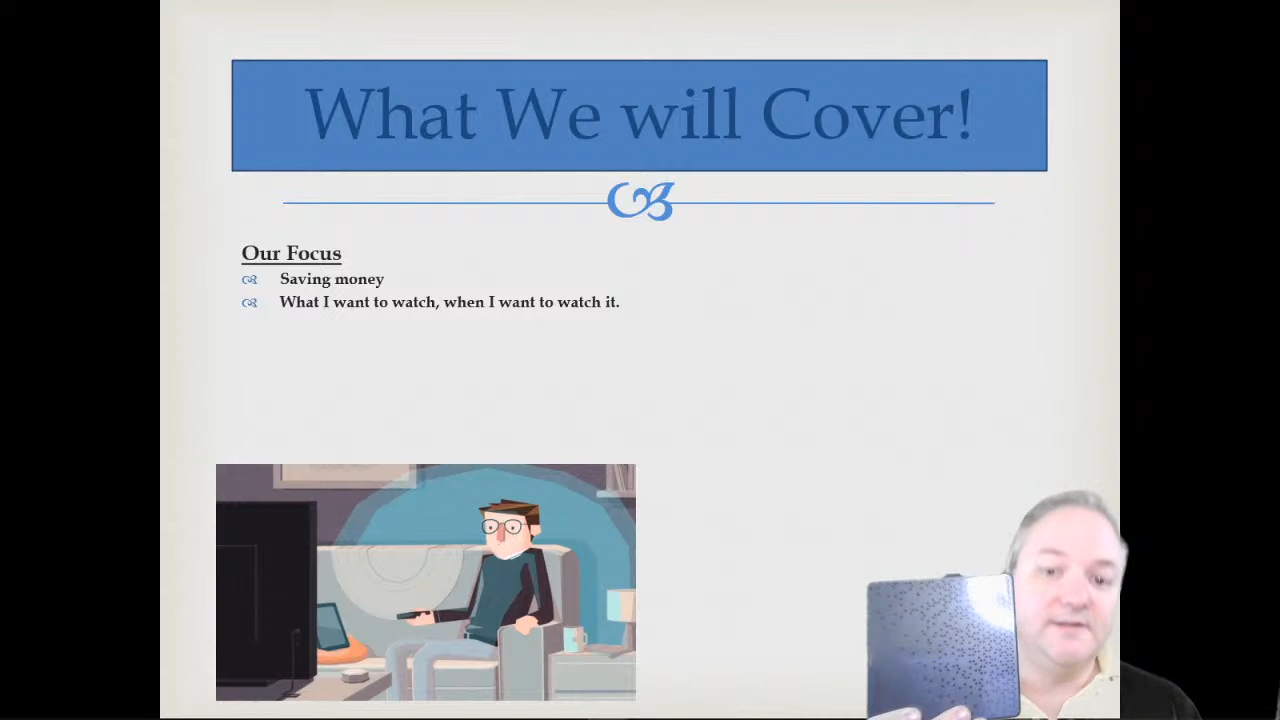 What We will Cover!
Our Focus
Saving money
What I want to watch, when I want to watch it.